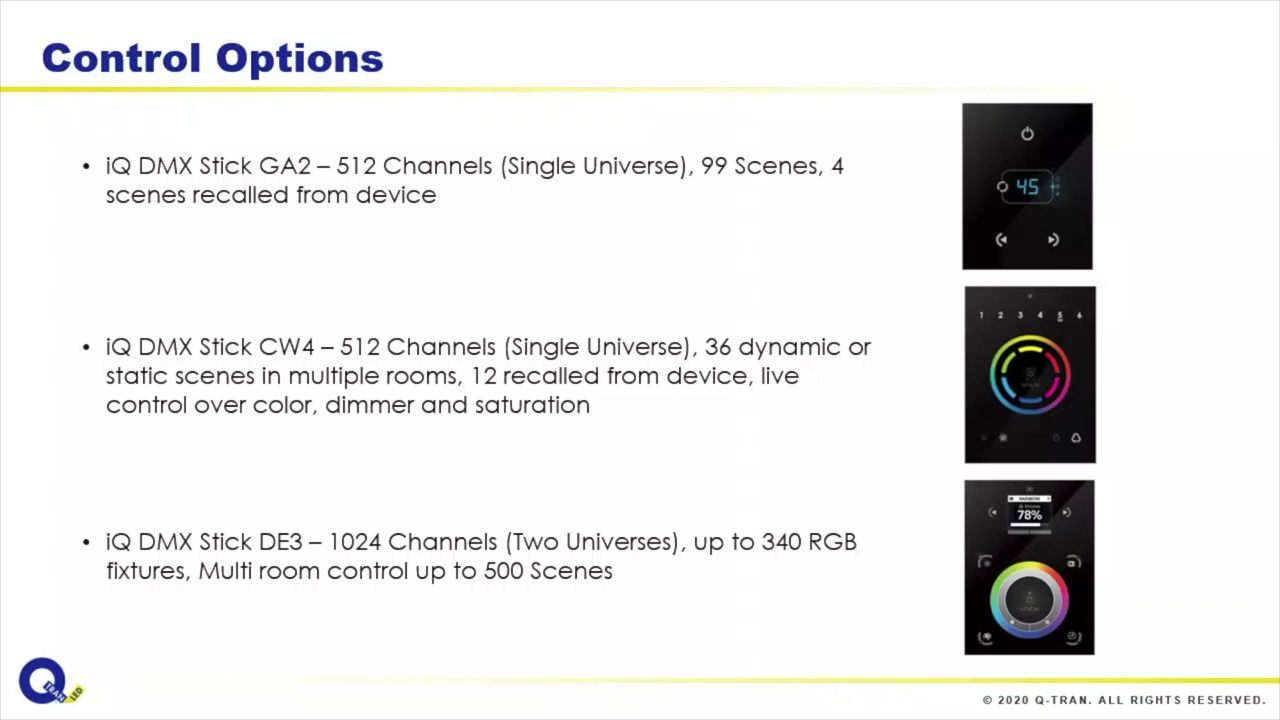 Control Options
• iQ DMX Stick GA2 – 512 Channels (Single Universe), 99 Scenes, 4
scenes recalled from device
45
• iQ DMX Stick CW4 – 512 Channels (Single Universe), 36 dynamic or
static scenes in multiple rooms, 12 recalled from device, live
control over color, dimmer and saturation
1 2 3 4 5 6
• iQ DMX Stick DE3 – 1024 Channels (Two Universes), up to 340 RGB
fixtures, Multi room control up to 500 Scenes
RAINBOW
78%
Q TRAN LED
© 2020 Q-TRAN. ALL RIGHTS RESERVED.